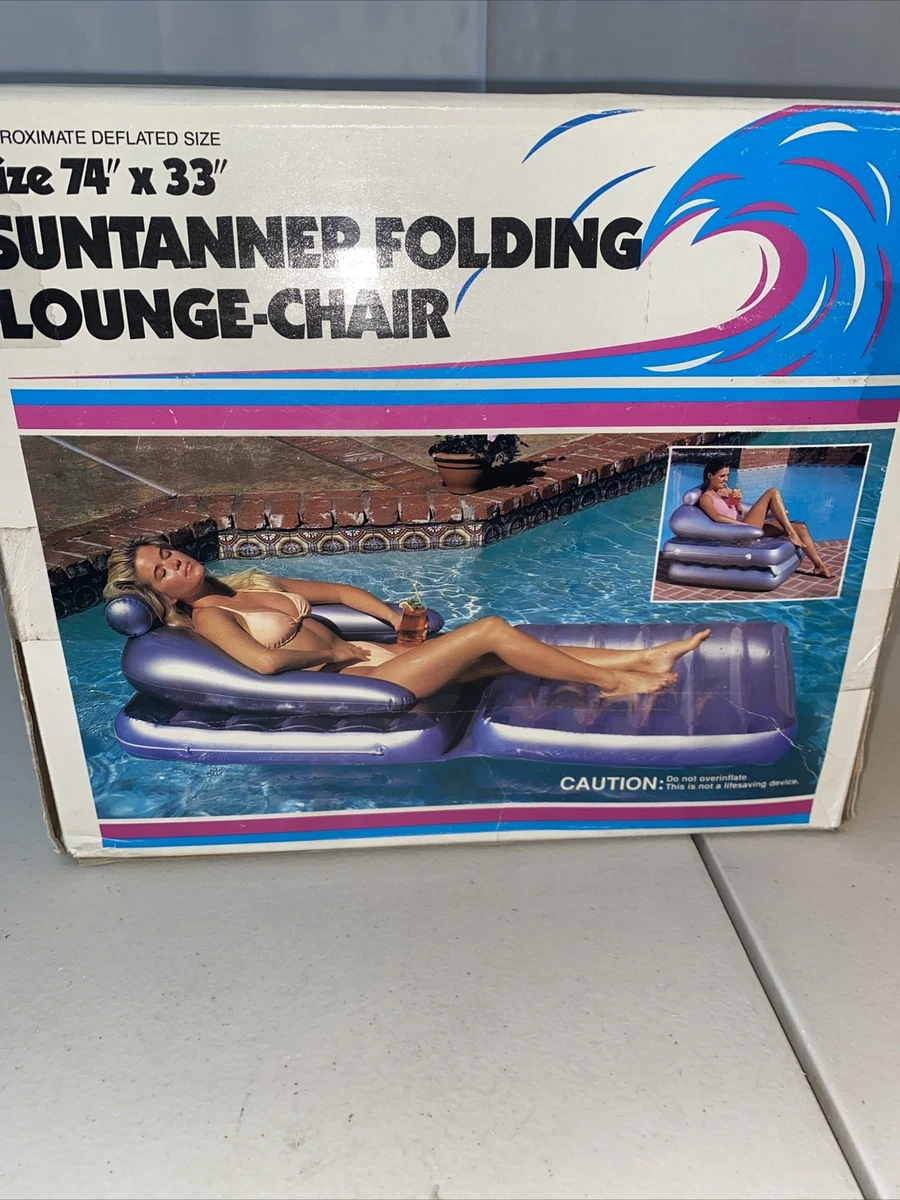 ROXIMATE DEFLATED SIZE
ize 74" x 33"
SUNTANNER FOLDING
LOUNGE-CHAIR
CAUTION: Do not overinflate
This is not a lifesaving device.